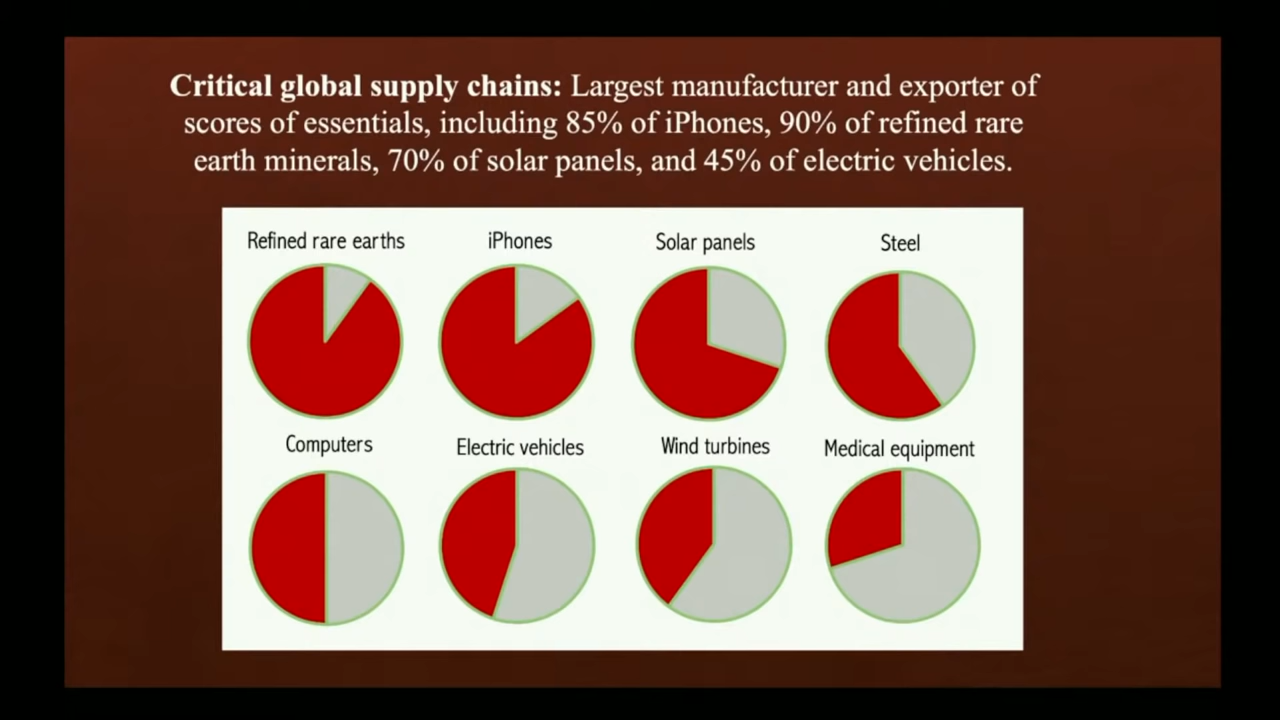 Critical global supply chains: Largest manufacturer and exporter of
scores of essentials, including 85% of iPhones, 90% of refined rare
earth minerals, 70% of solar panels, and 45% of electric vehicles.
Refined rare earths
iPhones
Solar panels
Steel
Computers
Electric vehicles
Wind turbines
Medical equipment